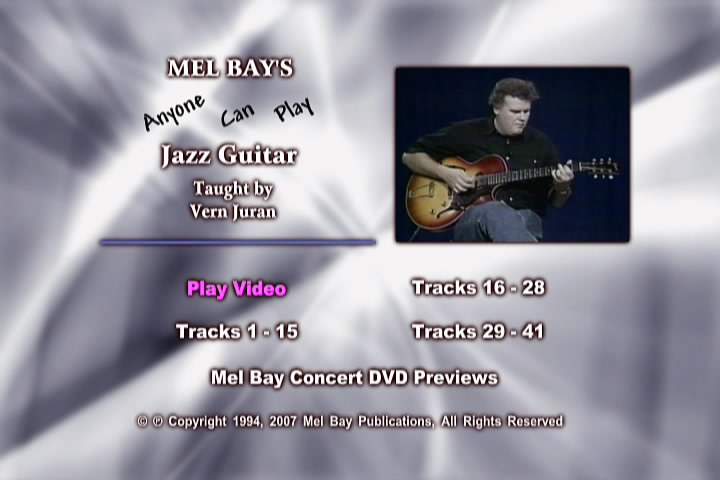 MEL BAY'S
Anyone Can Play
Jazz Guitar
Taught by
Vern Juran
Play Video
Tracks 1 - 15
Tracks 16 - 28
Tracks 29 - 41
Mel Bay Concert DVD Previews
© ℗ Copyright 1994, 2007 Mel Bay Publications, All Rights Reserved